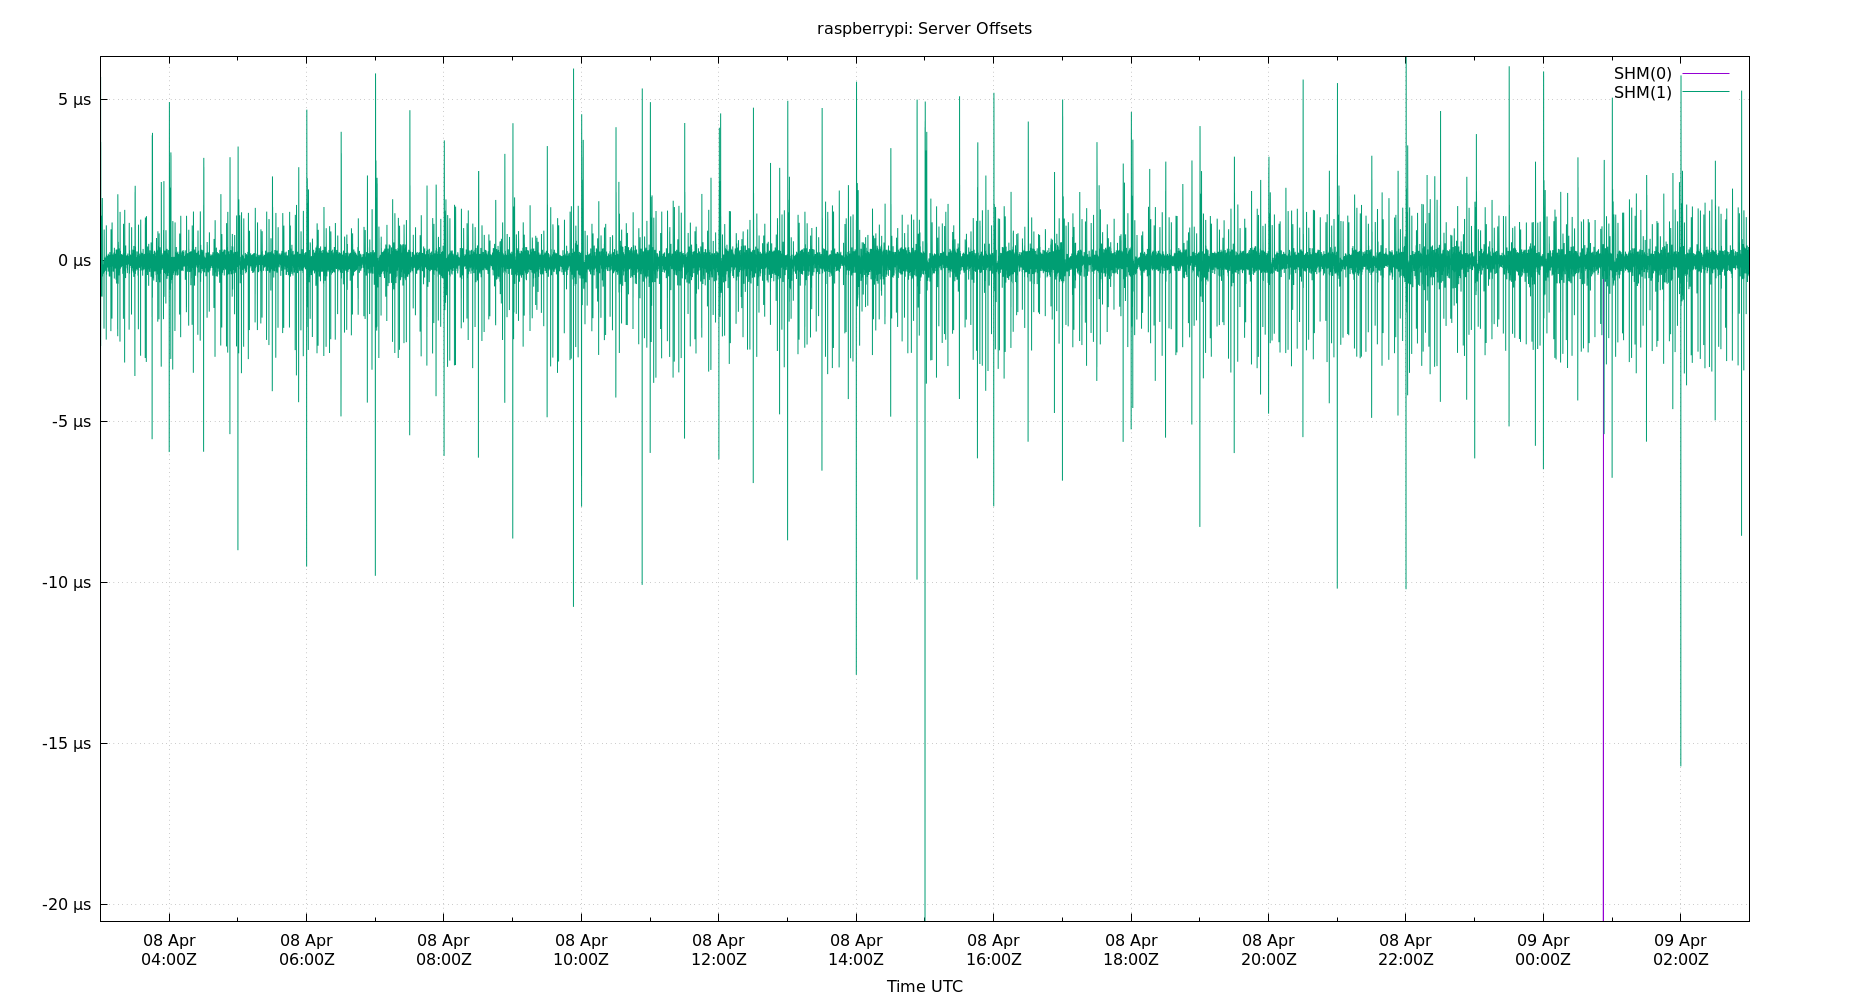 raspberrypi: Server Offsets
SHM(0)
SHM(1)
5 µs
0 µs
-5 µs
-10 µs
-15 µs
-20 µs
08 Apr 08 Apr 08 Apr 08 Apr 08 Apr 08 Apr 08 Apr 08 Apr 08 Apr 08 Apr 09 Apr 09 Apr
04:00Z 06:00Z 08:00Z 10:00Z 12:00Z 14:00Z 16:00Z 18:00Z 20:00Z 22:00Z 00:00Z 02:00Z
Time UTC